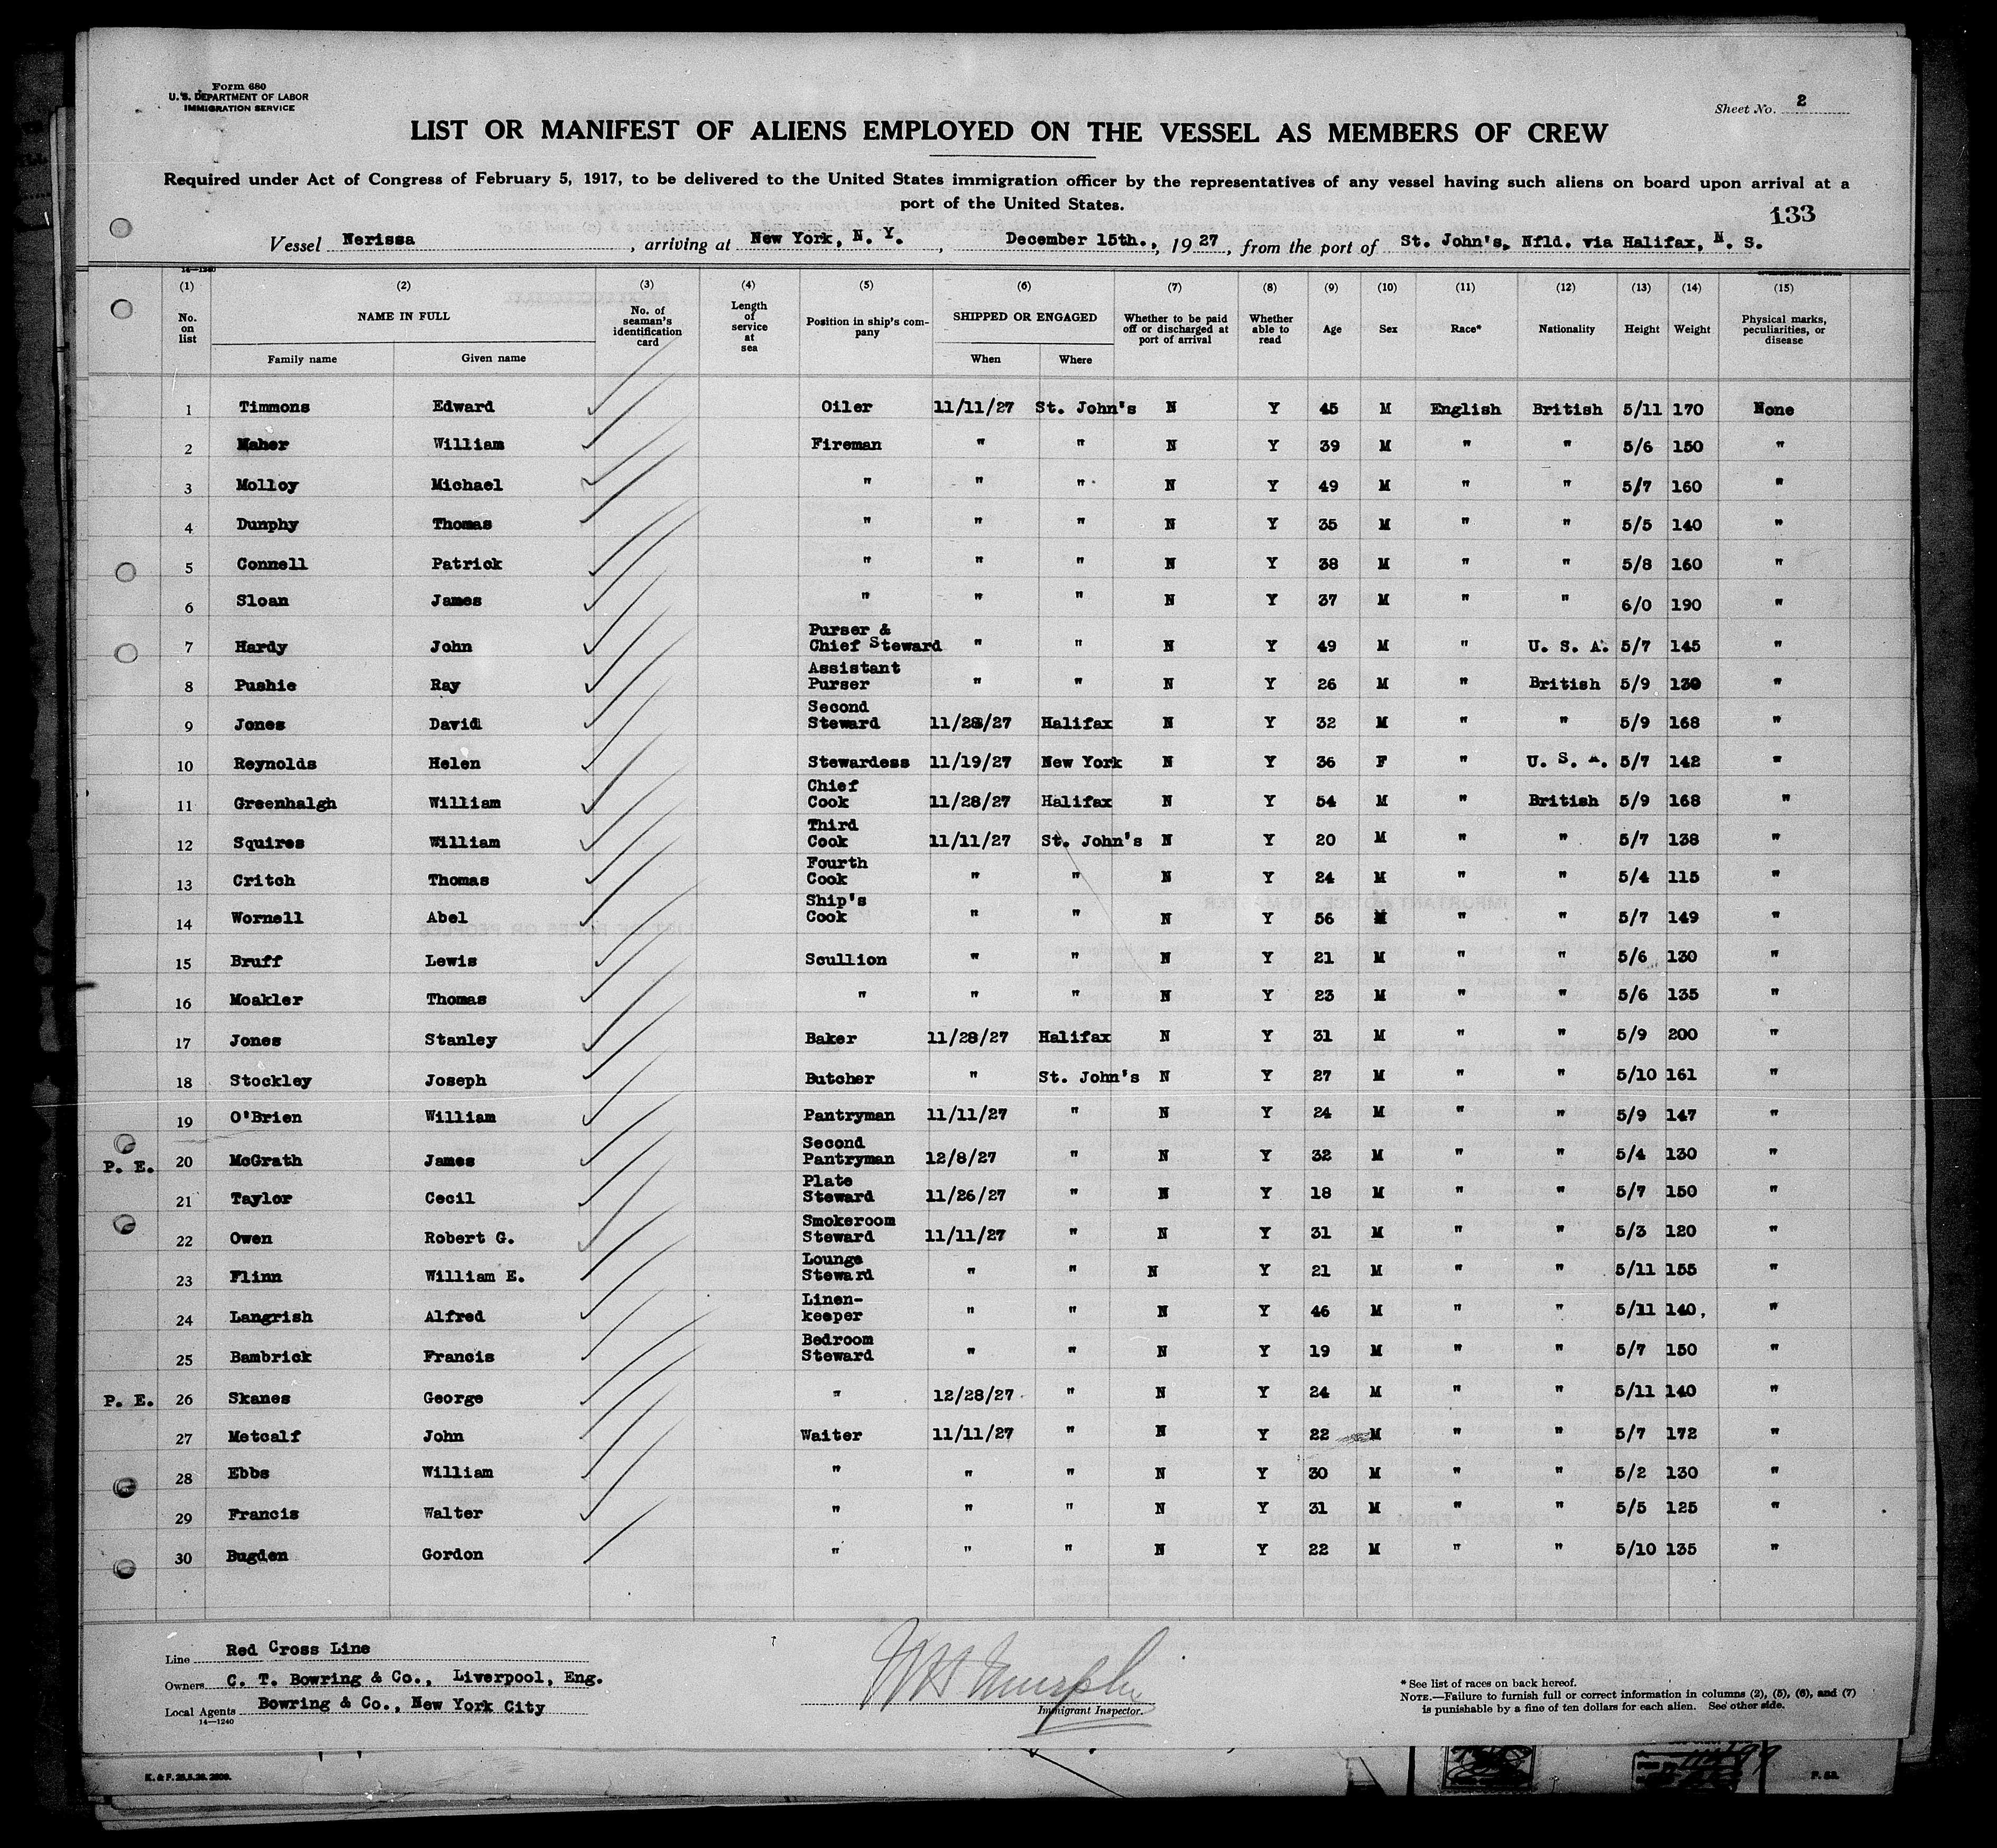 Form 680
U. S. DEPARTMENT OF LABOR
IMMIGRATION SERVICE
Sheet No. 2
LIST OR MANIFEST OF ALIENS EMPLOYED ON THE VESSEL AS MEMBERS OF CREW
Required under Act of Congress of February 5, 1917, to be delivered to the United States immigration officer by the representatives of any vessel having such aliens on board upon arrival at a
port of the United States.
133
Vessel Nerissa, arriving at New York, N. Y., December 15th., 1927, from the port of St. John's, Nfld. via Halifax, N. S.
14—1240
(1) (2) (3) (4) (5) (6) (7) (8) (9) (10) (11) (12) (13) (14) (15)
No. on list NAME IN FULL No. of seaman's identification card Length of service at sea Position in ship's company SHIPPED OR ENGAGED Whether to be paid off or discharged at port of arrival Whether able to read Age Sex Race* Nationality Height Weight Physical marks, peculiarities, or disease
Family name Given name When Where
1 Timmons Edward Oiler 11/11/27 St. John's N Y 45 M English British 5/11 170 None
2 Maher William Fireman " " N Y 39 M " " 5/6 150 "
3 Molloy Michael " " " N Y 49 M " " 5/7 160 "
4 Dunphy Thomas " " " N Y 35 M " " 5/5 140 "
5 Connell Patrick " " " N Y 38 M " " 5/8 160 "
6 Sloan James " " " N Y 37 M " " 6/0 190 "
7 Hardy John Purser & Chief Steward " " N Y 49 M " U. S. A. 5/7 145 "
8 Pushie Ray Assistant Purser " " N Y 26 M " British 5/9 130 "
9 Jones David Second Steward 11/28/27 Halifax N Y 32 M " " 5/9 168 "
10 Reynolds Helen Stewardess 11/19/27 New York N Y 36 F " U. S. A. 5/7 142 "
11 Greenhalgh William Chief Cook 11/28/27 Halifax N Y 54 M " British 5/9 168 "
12 Squires William Third Cook 11/11/27 St. John's N Y 20 M " " 5/7 138 "
13 Critch Thomas Fourth Cook " " N Y 24 M " " 5/4 115 "
14 Wornell Abel Ship's Cook " " N Y 56 M " " 5/7 149 "
15 Bruff Lewis Scullion " " N Y 21 M " " 5/6 130 "
16 Moakler Thomas " " " N Y 23 M " " 5/6 135 "
17 Jones Stanley Baker 11/28/27 Halifax N Y 31 M " " 5/9 200 "
18 Stockley Joseph Butcher " St. John's N Y 27 M " " 5/10 161 "
19 O'Brien William Pantryman 11/11/27 " N Y 24 M " " 5/9 147 "
P. E. 20 McGrath James Second Pantryman 12/8/27 " N Y 32 M " " 5/4 130 "
21 Taylor Cecil Plate Steward 11/26/27 " N Y 18 M " " 5/7 150 "
22 Owen Robert G. Smokeroom Steward 11/11/27 " N Y 31 M " " 5/3 120 "
23 Flinn William E. Lounge Steward " " N Y 21 M " " 5/11 155 "
24 Langrish Alfred Linen-keeper " " N Y 46 M " " 5/11 140, "
25 Bambrick Francis Bedroom Steward " " N Y 19 M " " 5/7 150 "
P. E. 26 Skanes George " 12/28/27 " N Y 24 M " " 5/11 140 "
27 Metcalf John Waiter 11/11/27 " N Y 22 M " " 5/7 172 "
28 Ebbs William " " " N Y 30 M " " 5/2 130 "
29 Francis Walter " " " N Y 31 M " " 5/5 125 "
30 Bugden Gordon " " " N Y 22 M " " 5/10 135 "
Line Red Cross Line
Owners C. T. Bowring & Co., Liverpool, Eng.
Local Agents Bowring & Co., New York City
14—1240
Immigrant Inspector.
* See list of races on back hereof.
NOTE.—Failure to furnish full or correct information in columns (2), (5), (6), and (7)
is punishable by a fine of ten dollars for each alien. See other side.